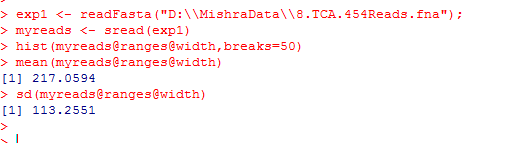 > exp1 <- readFasta("D:\\MishraData\\8.TCA.454Reads.fna");
> myreads <- sread(exp1)
> hist(myreads@ranges@width,breaks=50)
> mean(myreads@ranges@width)
[1] 217.0594
> sd(myreads@ranges@width)
[1] 113.2551
>
>